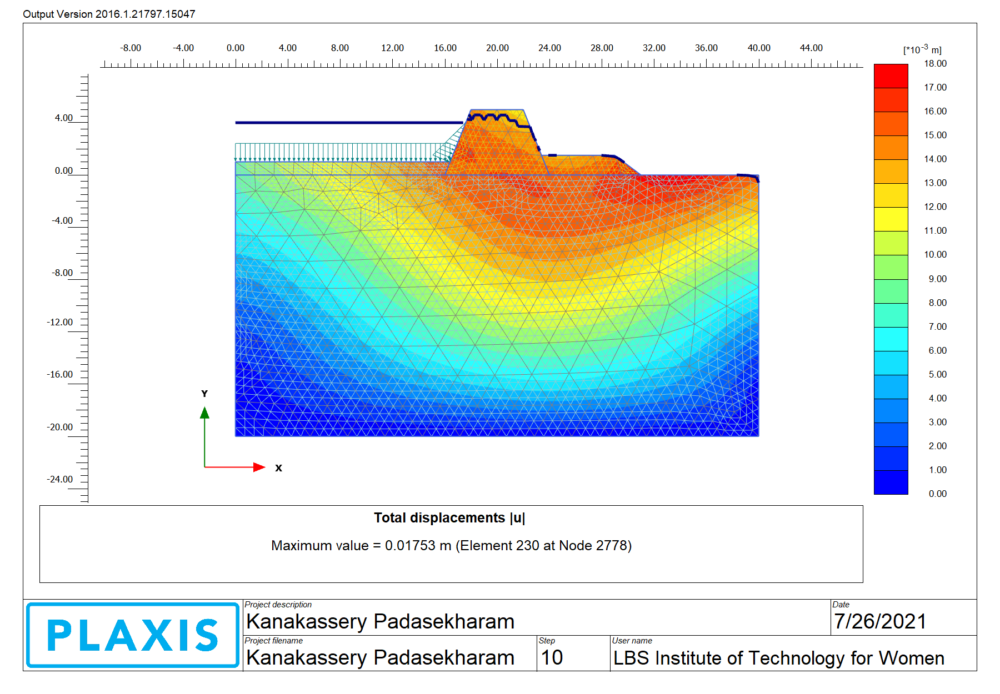 Output Version 2016.1.21797.15047
-8.00 -4.00 0.00 4.00 8.00 12.00 16.00 20.00 24.00 28.00 32.00 36.00 40.00 44.00
[*10⁻³ m]
18.00
17.00
16.00
15.00
14.00
13.00
12.00
11.00
10.00
9.00
8.00
7.00
6.00
5.00
4.00
3.00
2.00
1.00
0.00
4.00
0.00
-4.00
-8.00
-12.00
-16.00
-20.00
-24.00
Y
X
Total displacements |u|
Maximum value = 0.01753 m (Element 230 at Node 2778)
PLAXIS
Project description
Kanakassery Padasekharam
Date
7/26/2021
Project filename
Kanakassery Padasekharam
Step
10
User name
LBS Institute of Technology for Women